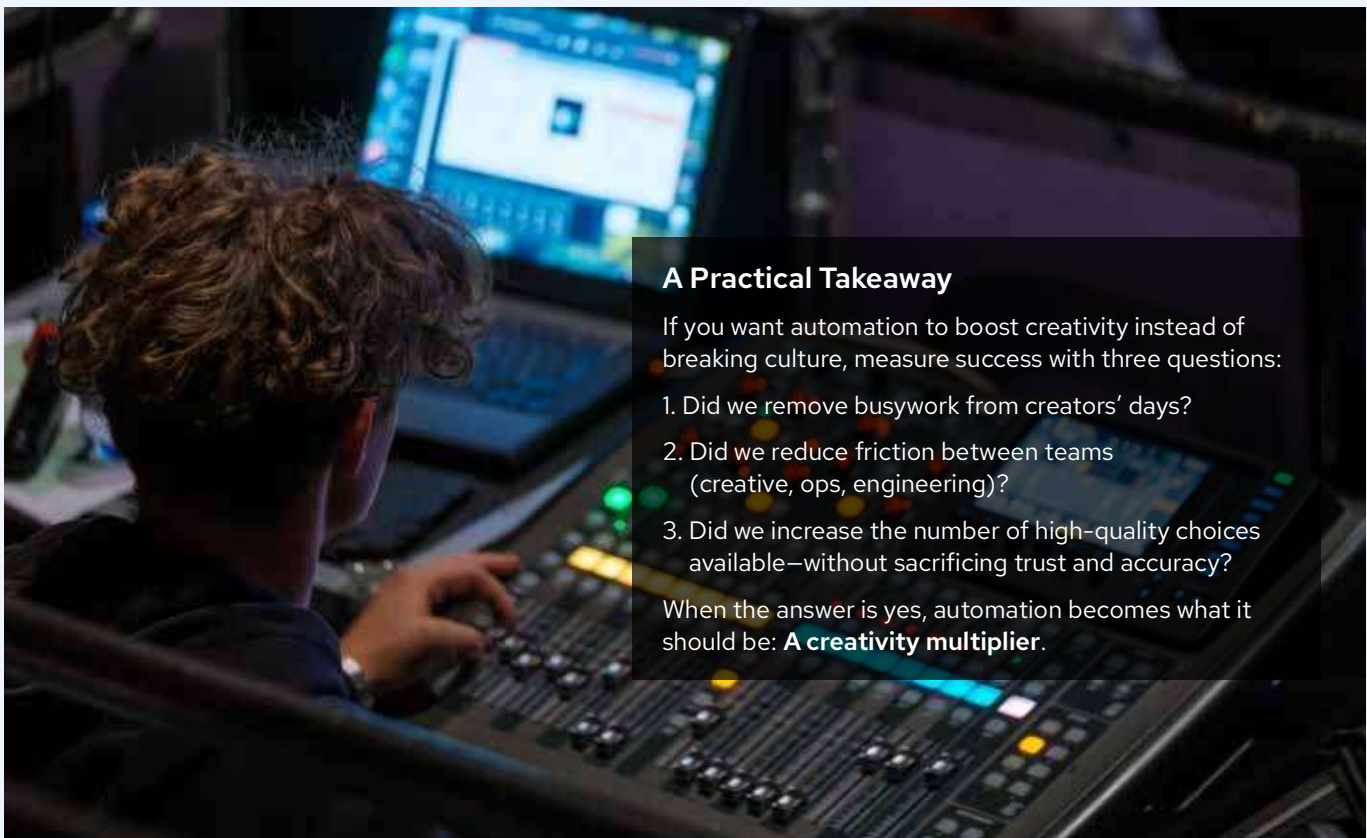 A Practical Takeaway
If you want automation to boost creativity instead of
breaking culture, measure success with three questions:
1. Did we remove busywork from creators’ days?
2. Did we reduce friction between teams
(creative, ops, engineering)?
3. Did we increase the number of high-quality choices
available—without sacrificing trust and accuracy?
When the answer is yes, automation becomes what it
should be: A creativity multiplier.